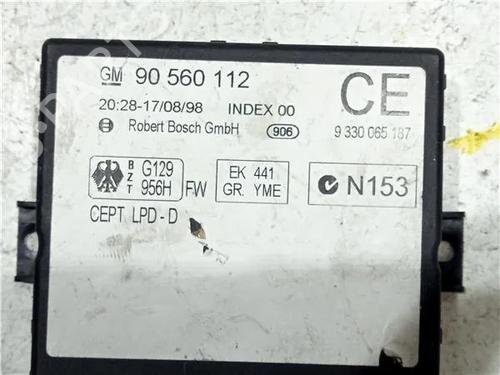 GM 90 560 112
CE
20:28-17/08/98 INDEX 00
Robert Bosch GmbH 906
9 330 065 187
BZT G129 956H FW
EK 441
GR. YME
N153
CEPT LPD-D